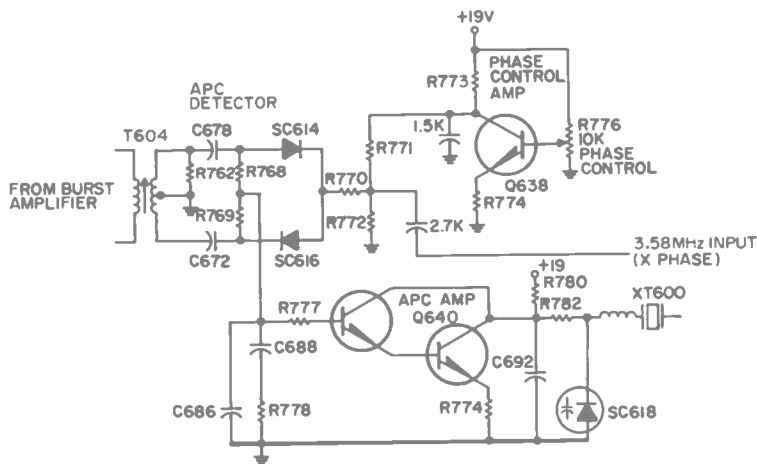 +19V
PHASE
CONTROL
AMP
R773
APC
DETECTOR
1.5K
R776
10K
PHASE
CONTROL
T604
C678
SC614
R771
Q638
R762
R768
R770
R774
FROM BURST
AMPLIFIER
R769
R772
2.7K
C672
SC616
3.58MHz INPUT
(X PHASE)
+19
R780
R782
XT600
APC AMP
Q640
R777
C688
C692
C686
R778
R774
SC618